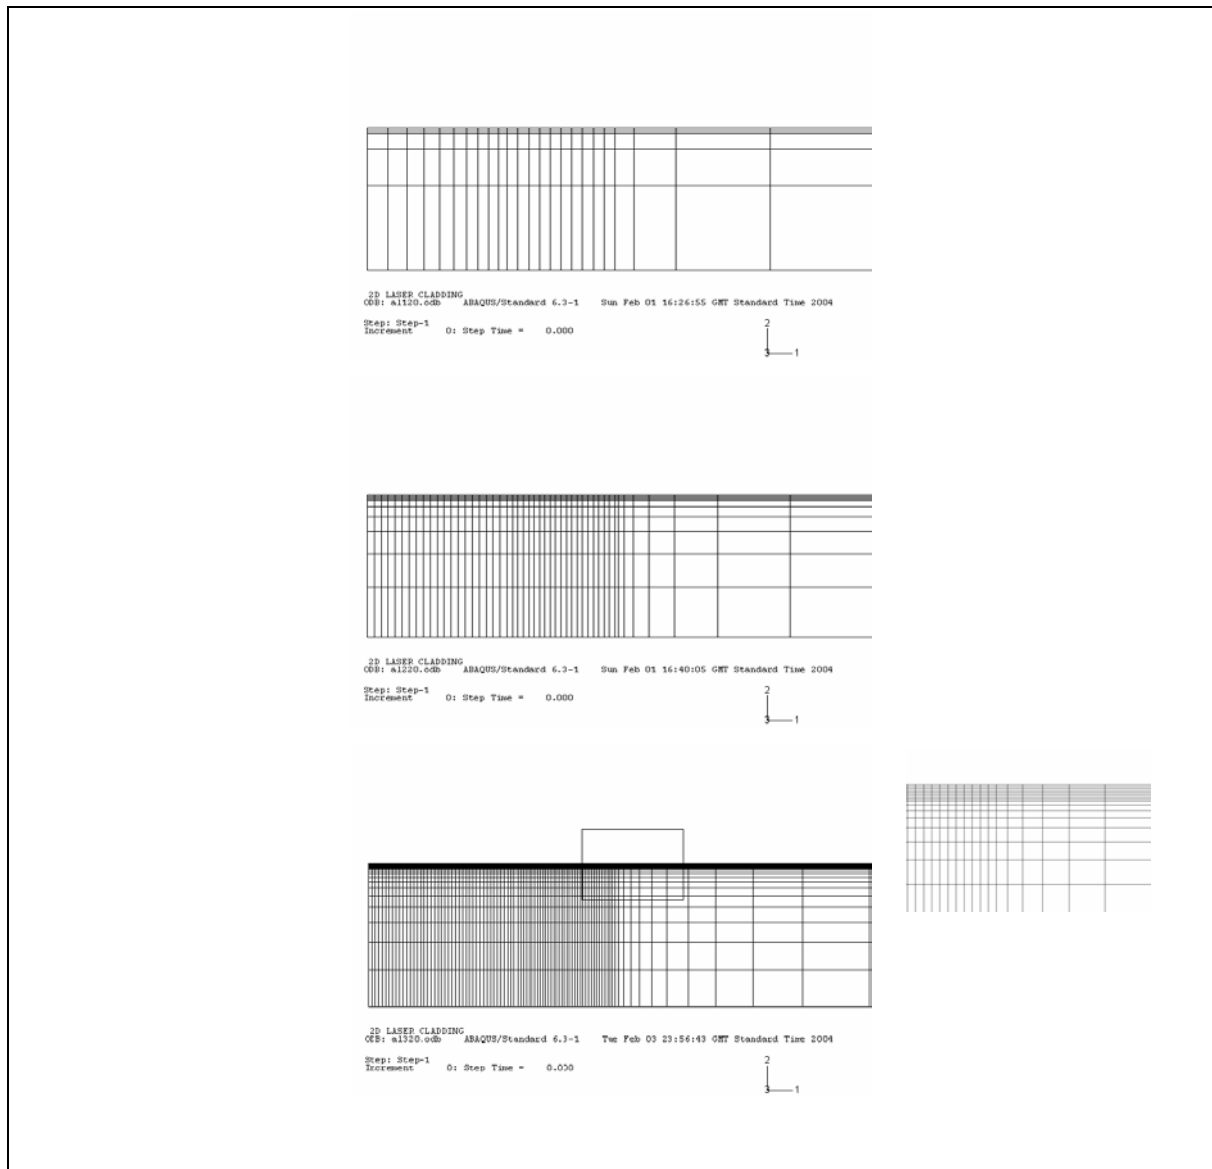 2D LASER CLADDING
ODB: a1120.odb ABAQUS/Standard 6.3-1 Sun Feb 01 16:26:55 GMT Standard Time 2004
Step: Step-1
Increment 0: Step Time = 0.000
2
3 1
2D LASER CLADDING
ODB: a1220.odb ABAQUS/Standard 6.3-1 Sun Feb 01 16:40:05 GMT Standard Time 2004
Step: Step-1
Increment 0: Step Time = 0.000
2
3 1
2D LASER CLADDING
ODB: a1320.odb ABAQUS/Standard 6.3-1 Tue Feb 03 23:56:43 GMT Standard Time 2004
Step: Step-1
Increment 0: Step Time = 0.000
2
3 1